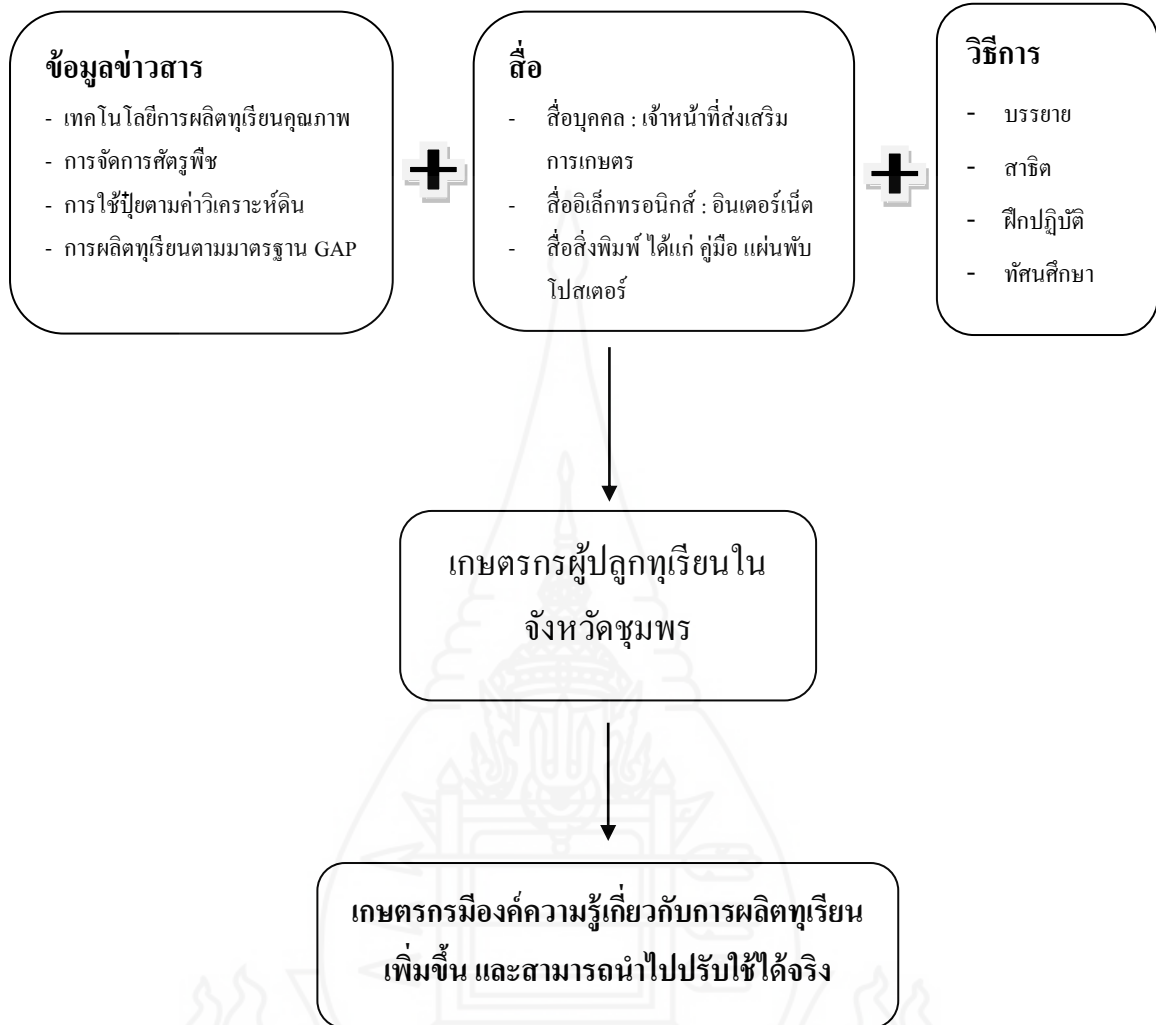 ข้อมูลข่าวสาร
- เทคโนโลยีการผลิตทุเรียนคุณภาพ
- การจัดการศัตรูพืช
- การใช้ปุ๋ยตามค่าวิเคราะห์ดิน
- การผลิตทุเรียนตามมาตรฐาน GAP
สื่อ
- สื่อบุคคล : เจ้าหน้าที่ส่งเสริม
การเกษตร
- สื่ออิเล็กทรอนิกส์ : อินเตอร์เน็ต
- สื่อสิ่งพิมพ์ ได้แก่ คู่มือ แผ่นพับ
โปสเตอร์
วิธีการ
- บรรยาย
- สาธิต
- ฝึกปฏิบัติ
- ทัศนศึกษา
เกษตรกรผู้ปลูกทุเรียนใน
จังหวัดชุมพร
เกษตรกรมีองค์ความรู้เกี่ยวกับการผลิตทุเรียน
เพิ่มขึ้น และสามารถนำไปปรับใช้ได้จริง